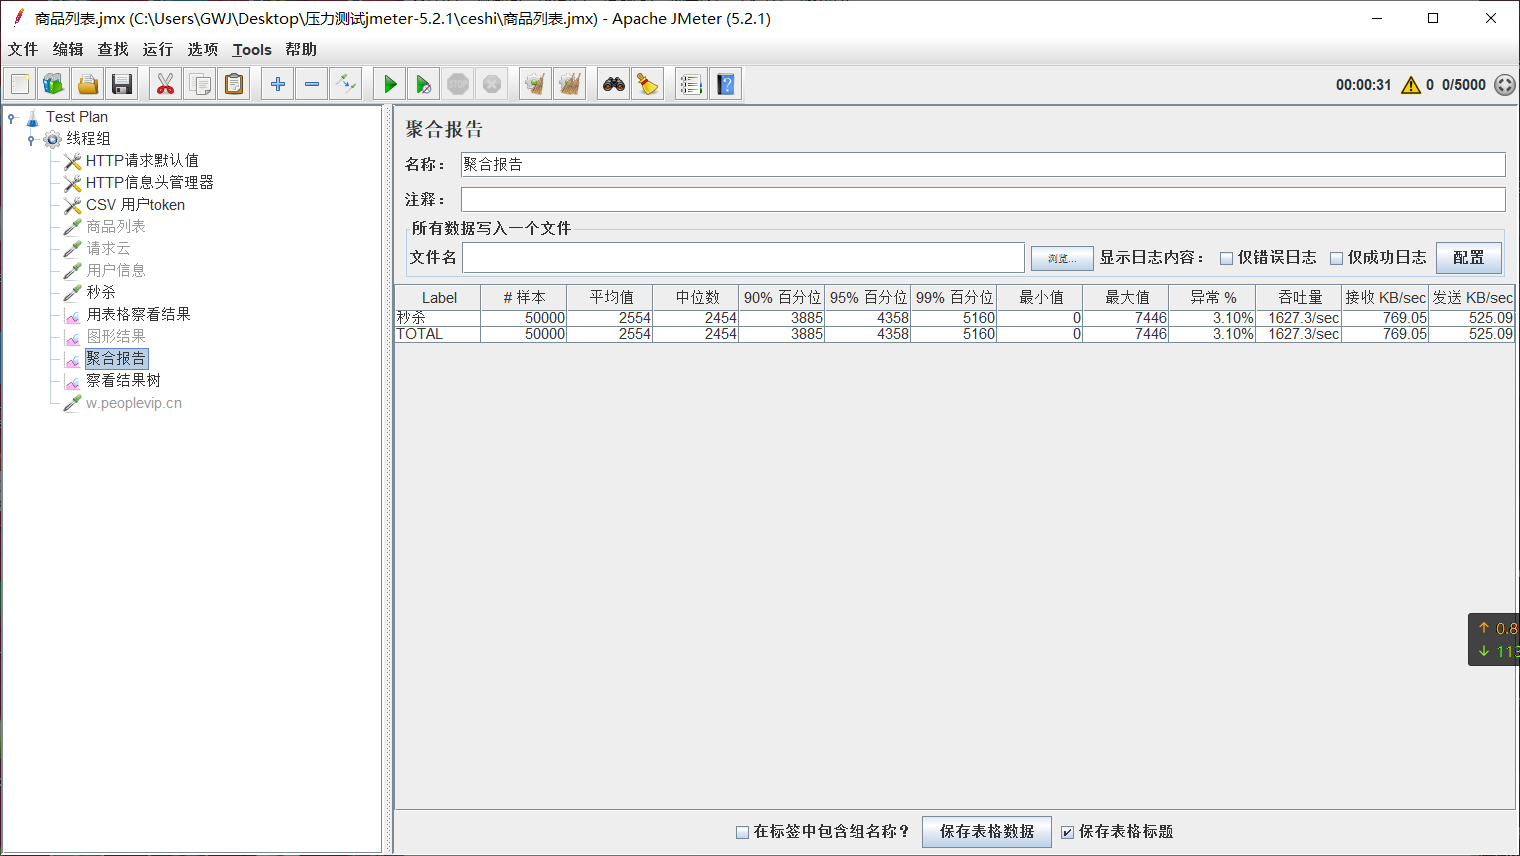 商品列表.jmx (C:\Users\GWJ\Desktop\压力测试jmeter-5.2.1\ceshi\商品列表.jmx) - Apache JMeter (5.2.1)
文件 编辑 查找 运行 选项 Tools 帮助
STOP 00:00:31 0 0/5000
Test Plan
线程组
HTTP请求默认值
HTTP信息头管理器
CSV 用户token
商品列表
请求云
用户信息
秒杀
用表格察看结果
图形结果
聚合报告
察看结果树
w.peoplevip.cn
聚合报告
名称： 聚合报告
注释：
所有数据写入一个文件
文件名 浏览... 显示日志内容： 仅错误日志 仅成功日志 配置
Label # 样本 平均值 中位数 90% 百分位 95% 百分位 99% 百分位 最小值 最大值 异常 % 吞吐量 接收 KB/sec 发送 KB/sec
秒杀 50000 2554 2454 3885 4358 5160 0 7446 3.10% 1627.3/sec 769.05 525.09
TOTAL 50000 2554 2454 3885 4358 5160 0 7446 3.10% 1627.3/sec 769.05 525.09
↑ 0.8
↓ 113
在标签中包含组名称？ 保存表格数据 保存表格标题